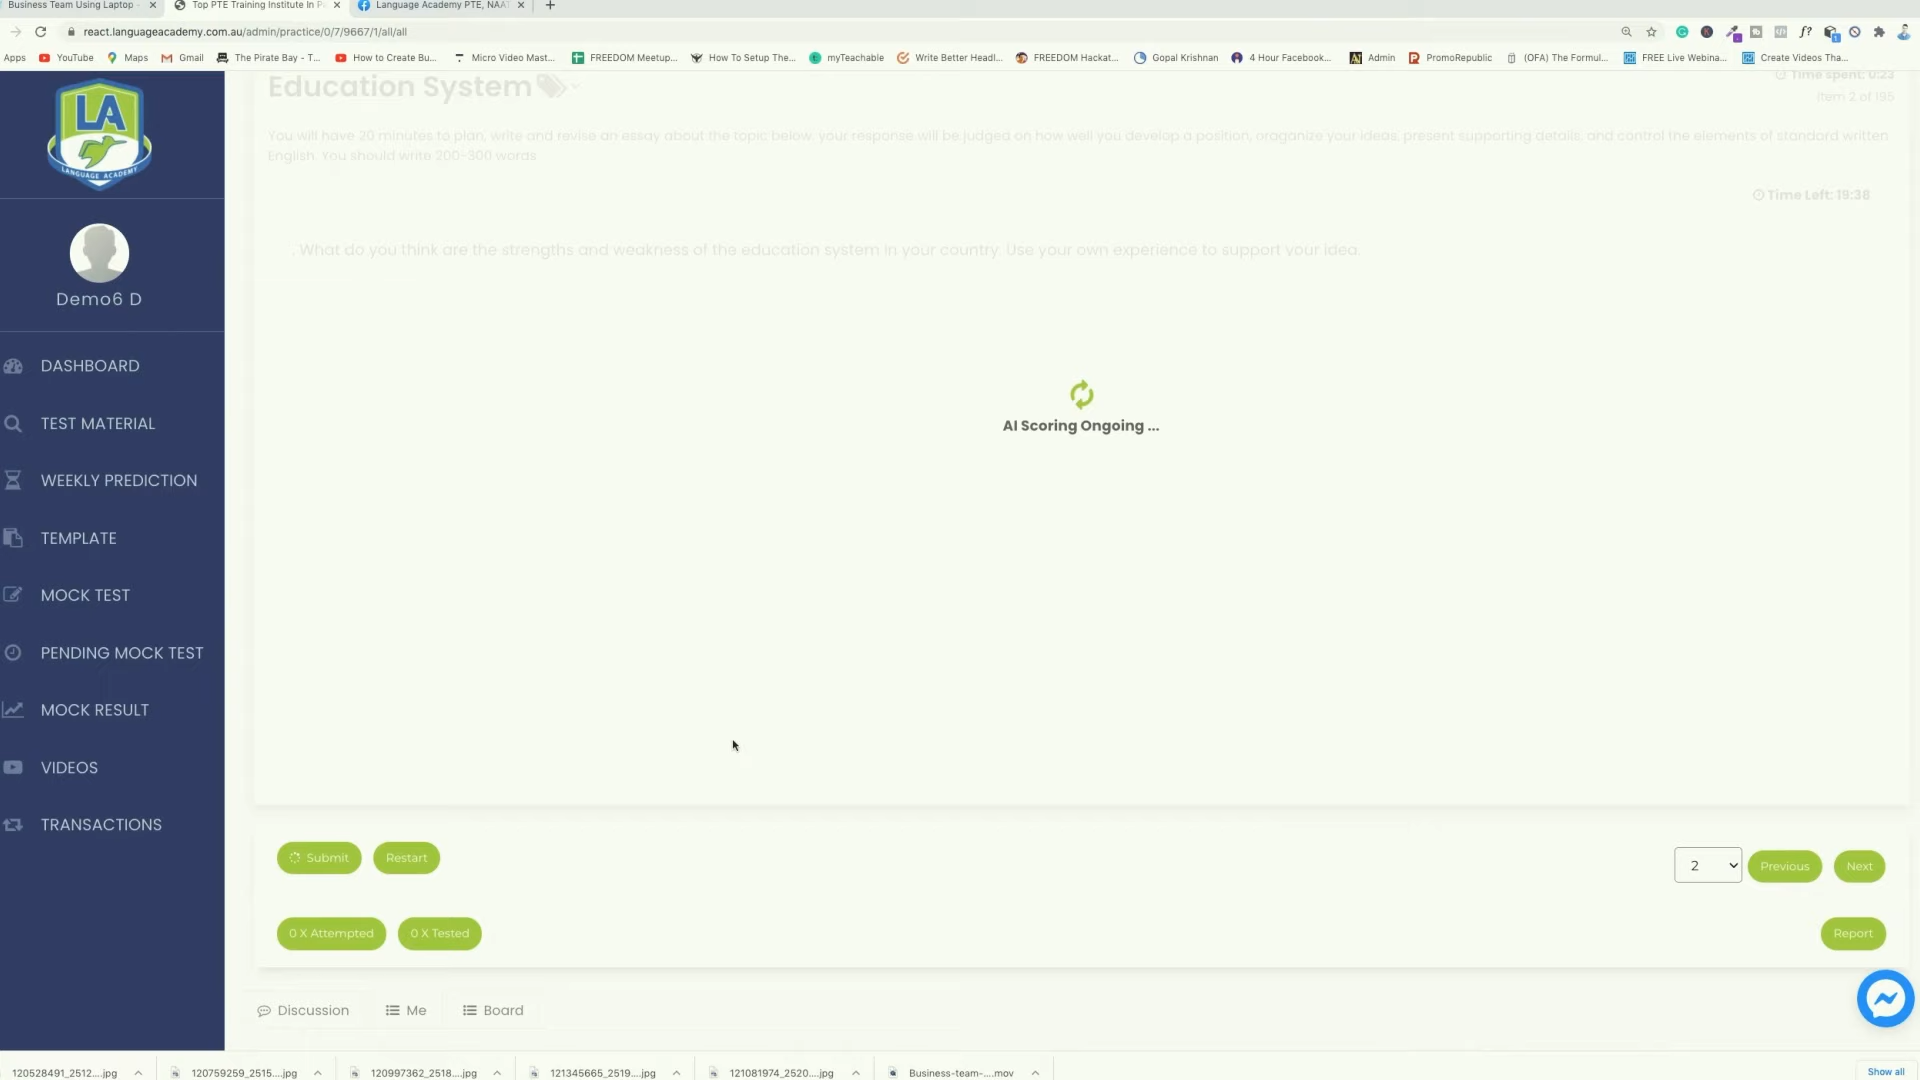 Business Team Using Laptop
Top PTE Training Institute In P
Language Academy PTE, NAAT
react.languageacademy.com.au/admin/practice/0/7/9667/1/all/all
Apps
YouTube
Maps
Gmail
The Pirate Bay - T...
How to Create Bu...
Micro Video Mast...
FREEDOM Meetup...
How To Setup The...
myTeachable
Write Better Headl...
FREEDOM Hackat...
Gopal Krishnan
4 Hour Facebook...
Admin
PromoRepublic
(OFA) The Formul...
FREE Live Webina...
Create Videos Tha...
LA
LANGUAGE ACADEMY
Demo6 D
DASHBOARD
TEST MATERIAL
WEEKLY PREDICTION
TEMPLATE
MOCK TEST
PENDING MOCK TEST
MOCK RESULT
VIDEOS
TRANSACTIONS
Education System
Time spent: 0:23
Item 2 of 195
You will have 20 minutes to plan, write and revise an essay about the topic below. your response will be judged on how well you develop a position, oraganize your ideas, present supporting details, and control the elements of standard written
English. You should write 200-300 words
Time Left: 19:38
. What do you think are the strengths and weakness of the education system in your country. Use your own experience to support your idea.
AI Scoring Ongoing ...
Submit
Restart
2
Previous
Next
0 X Attempted
0 X Tested
Report
Discussion
Me
Board
120528491_2512....jpg
120759259_2515....jpg
120997362_2518....jpg
121345665_2519....jpg
121081974_2520....jpg
Business-team-....mov
Show all